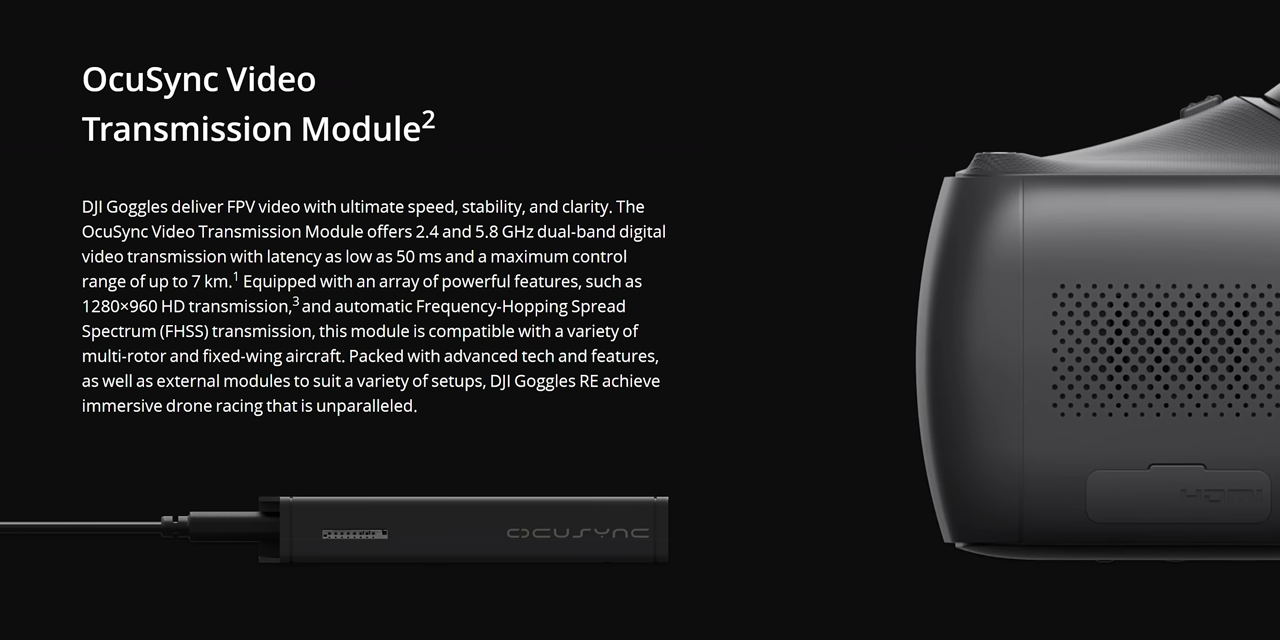 OcuSync Video
Transmission Module²
DJI Goggles deliver FPV video with ultimate speed, stability, and clarity. The
OcuSync Video Transmission Module offers 2.4 and 5.8 GHz dual-band digital
video transmission with latency as low as 50 ms and a maximum control
range of up to 7 km.¹ Equipped with an array of powerful features, such as
1280×960 HD transmission,³ and automatic Frequency-Hopping Spread
Spectrum (FHSS) transmission, this module is compatible with a variety of
multi-rotor and fixed-wing aircraft. Packed with advanced tech and features,
as well as external modules to suit a variety of setups, DJI Goggles RE achieve
immersive drone racing that is unparalleled.
OCUSYNC
HDMI